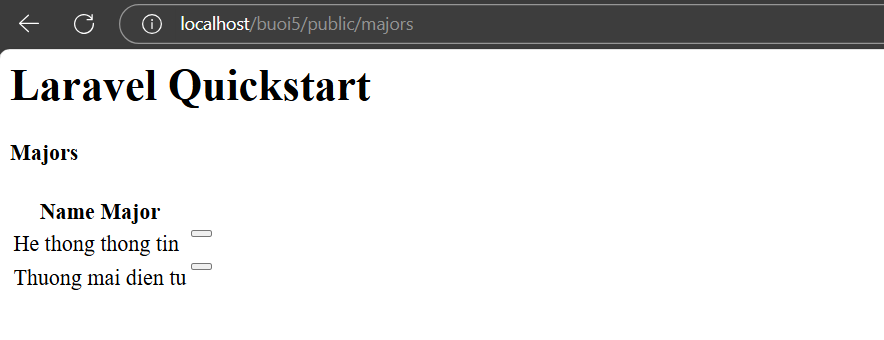 localhost/buoi5/public/majors
Laravel Quickstart
Majors
Name Major
He thong thong tin
Thuong mai dien tu